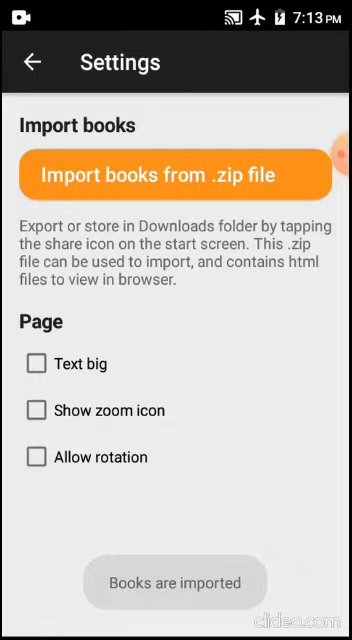 7:13 PM
Settings
Import books
Import books from .zip file
Export or store in Downloads folder by tapping
the share icon on the start screen. This .zip
file can be used to import, and contains html
files to view in browser.
Page
Text big
Show zoom icon
Allow rotation
Books are imported
clideo.com